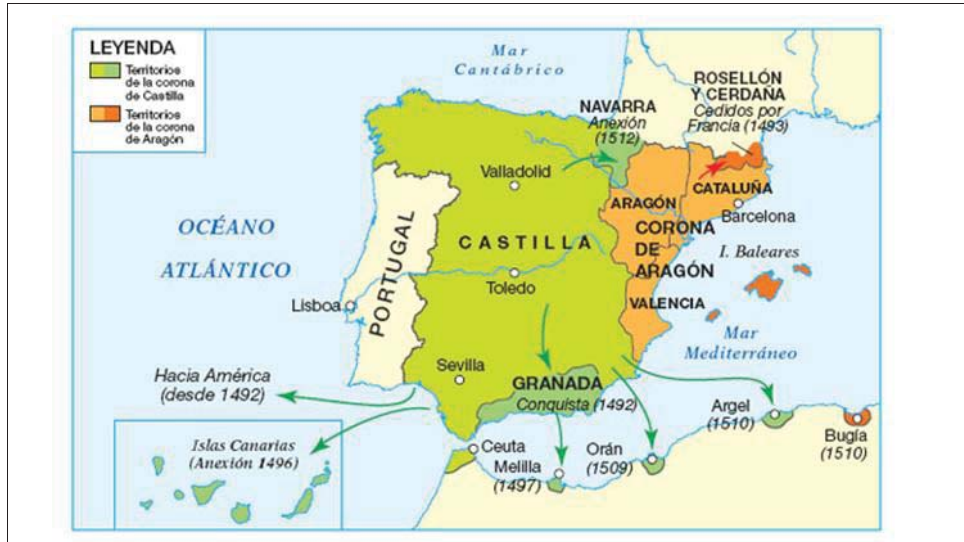 LEYENDA
Territorios
de la corona
de Castilla
Territorios
de la corona
de Aragón
Mar
Cantábrico
NAVARRA
Anexión
(1512)
ROSELLÓN
Y CERDAÑA
Cedidos por
Francia (1493)
Valladolid
ARAGÓN
CATALUÑA
Barcelona
CORONA
DE
ARAGÓN
I. Baleares
OCÉANO
ATLÁNTICO
PORTUGAL
CASTILLA
Toledo
Lisboa
VALENCIA
Mar
Mediterráneo
Sevilla
Hacia América
(desde 1492)
GRANADA
Conquista (1492)
Islas Canarias
(Anexión 1496)
Ceuta
Melilla
(1497)
Orán
(1509)
Argel
(1510)
Bugía
(1510)